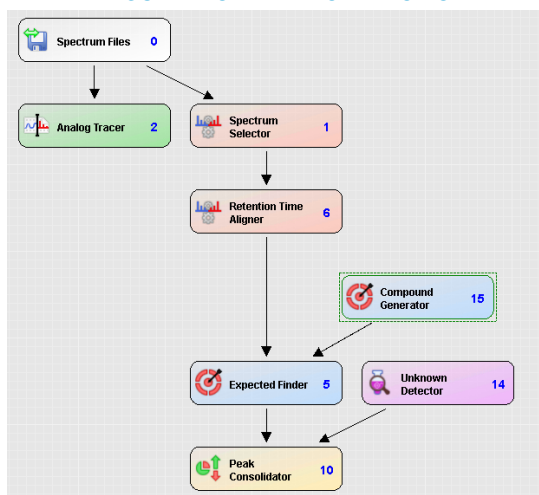 Spectrum Files 0
Analog Tracer 2
Spectrum
Selector 1
Retention Time
Aligner 6
Compound
Generator 15
Expected Finder 5
Unknown
Detector 14
Peak
Consolidator 10